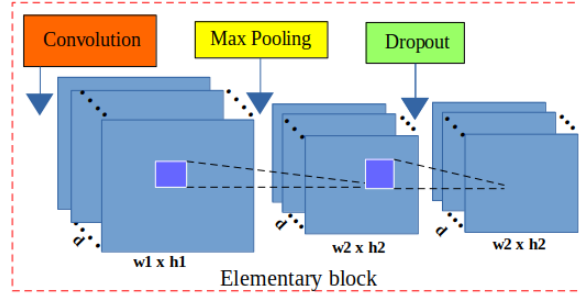 Convolution
Max Pooling
Dropout
d
d
d
w1 x h1
w2 x h2
w2 x h2
Elementary block